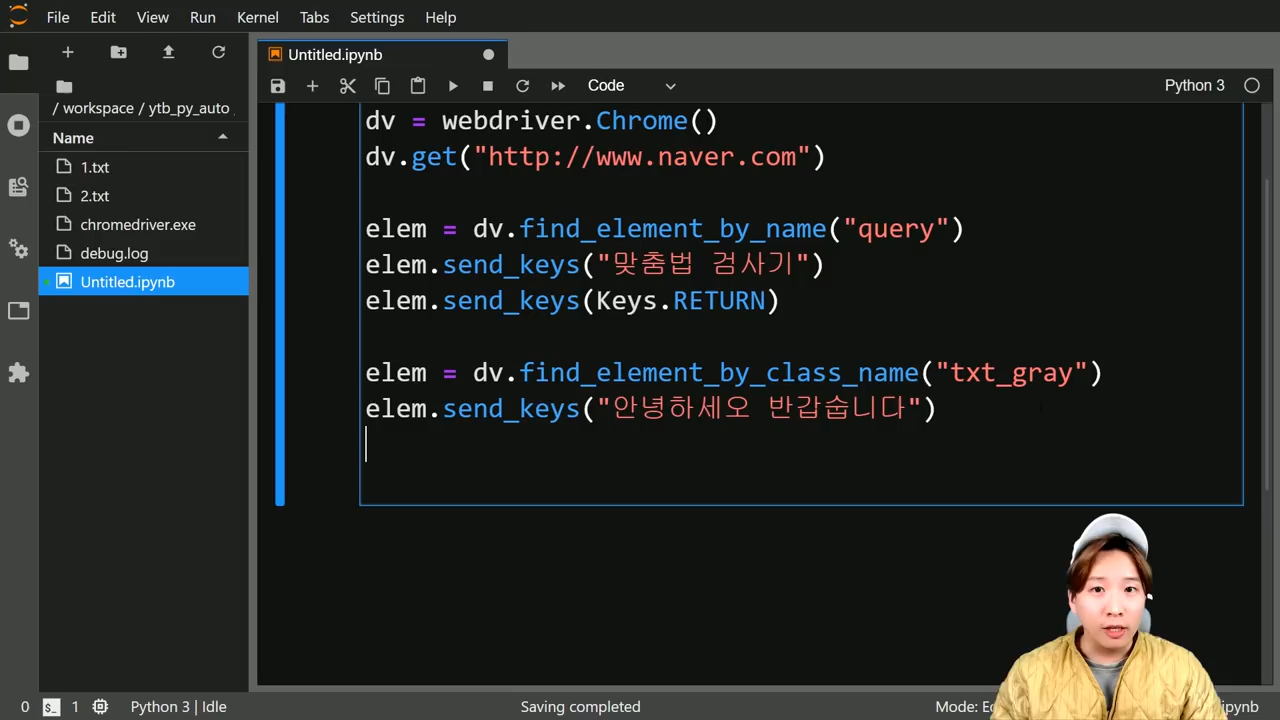 File Edit View Run Kernel Tabs Settings Help
Untitled.ipynb
Code
Python 3
/ workspace / ytb_py_auto
Name
1.txt
2.txt
chromedriver.exe
debug.log
Untitled.ipynb
dv = webdriver.Chrome()
dv.get("http://www.naver.com")
elem = dv.find_element_by_name("query")
elem.send_keys("맞춤법 검사기")
elem.send_keys(Keys.RETURN)
elem = dv.find_element_by_class_name("txt_gray")
elem.send_keys("안녕하세오 반갑숩니다")
0 $_ 1 Python 3 | Idle Saving completed Mode: ipynb